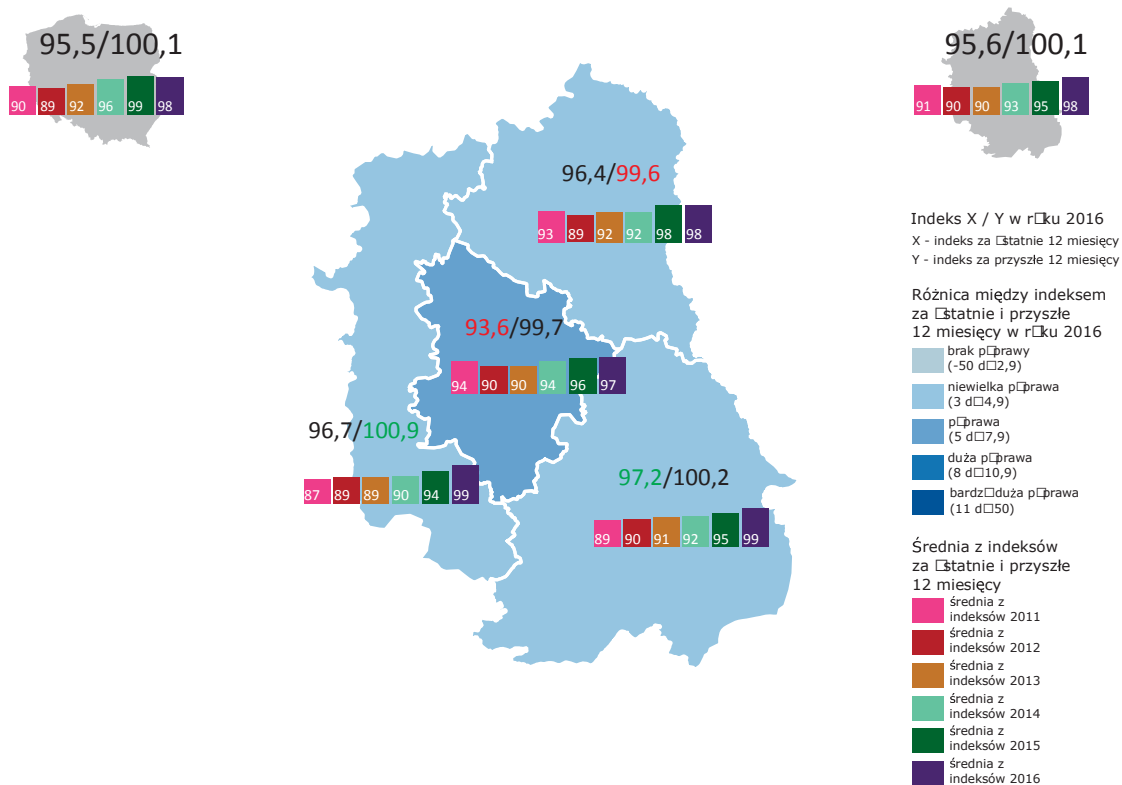 95,5/100,1
90 89 92 96 99 98
95,6/100,1
91 90 90 93 95 98
96,4/99,6
93 89 92 92 98 98
93,6/99,7
94 90 90 94 96 97
96,7/100,9
87 89 89 90 94 99
97,2/100,2
89 90 91 92 95 99
Indeks X / Y w r□ku 2016
X - indeks za □statnie 12 miesięcy
Y - indeks za przyszłe 12 miesięcy
Różnica między indeksem
za □statnie i przyszłe
12 miesięcy w r□ku 2016
brak p□prawy
(-50 d□2,9)
niewielka p□prawa
(3 d□4,9)
p□prawa
(5 d□7,9)
duża p□prawa
(8 d□10,9)
bardz□duża p□prawa
(11 d□50)
Średnia z indeksów
za □statnie i przyszłe
12 miesięcy
średnia z
indeksów 2011
średnia z
indeksów 2012
średnia z
indeksów 2013
średnia z
indeksów 2014
średnia z
indeksów 2015
średnia z
indeksów 2016